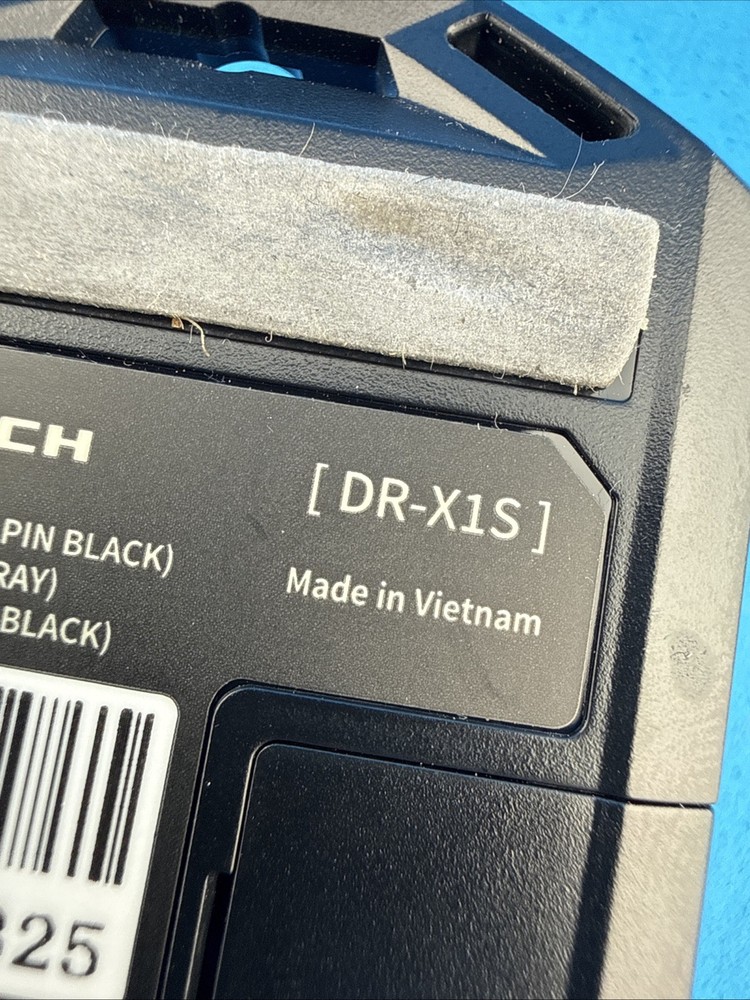 CH
[ DR-X1S ]
PIN BLACK)
Made in Vietnam
RAY)
BLACK)
325